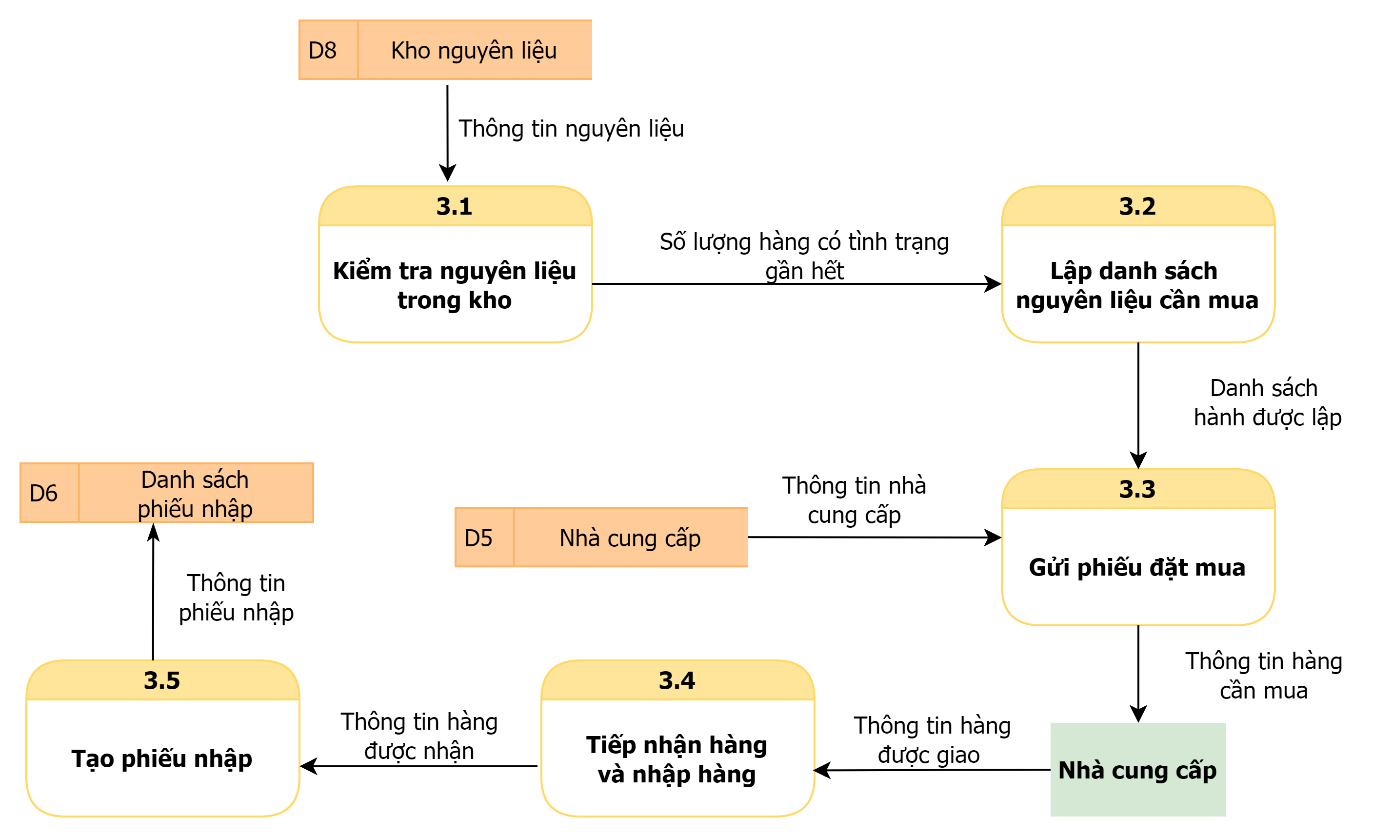 D8
Kho nguyên liệu
Thông tin nguyên liệu
3.1
Kiểm tra nguyên liệu
trong kho
Số lượng hàng có tình trạng
gần hết
3.2
Lập danh sách
nguyên liệu cần mua
Danh sách
hành được lập
D6
Danh sách
phiếu nhập
D5
Nhà cung cấp
Thông tin nhà
cung cấp
3.3
Gửi phiếu đặt mua
Thông tin
phiếu nhập
Thông tin hàng
cần mua
3.5
Tạo phiếu nhập
Thông tin hàng
được nhận
3.4
Tiếp nhận hàng
và nhập hàng
Thông tin hàng
được giao
Nhà cung cấp